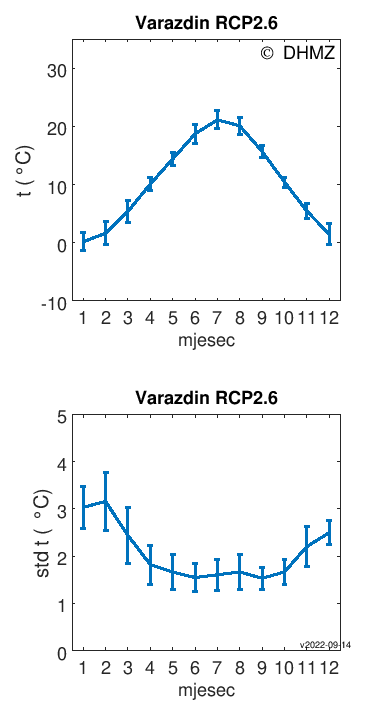 Varazdin RCP2.6
© DHMZ
30
20
10
0
-10
t ( °C)
1 2 3 4 5 6 7 8 9 10 11 12
mjesec
Varazdin RCP2.6
5
4
3
2
1
0
std t ( °C)
v2022-09-14
1 2 3 4 5 6 7 8 9 10 11 12
mjesec